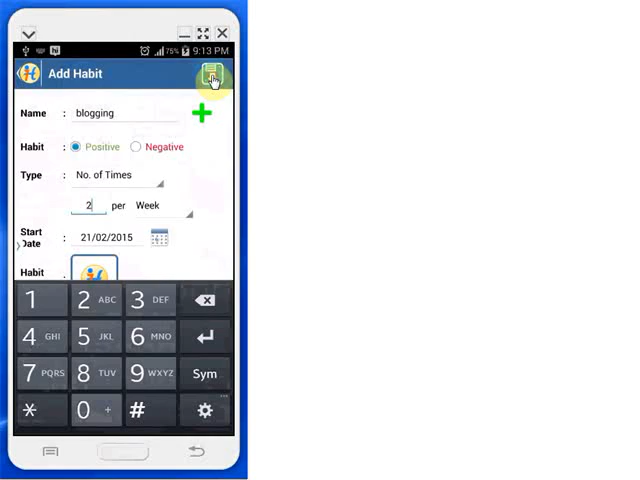 75% 9:13 PM
Add Habit
Name : blogging
Habit : Positive Negative
Type : No. of Times
2 per Week
Start Date : 21/02/2015
Habit :
1 2 ABC 3 DEF
4 GHI 5 JKL 6 MNO
7 PQRS 8 TUV 9 WXYZ Sym
* 0 + #